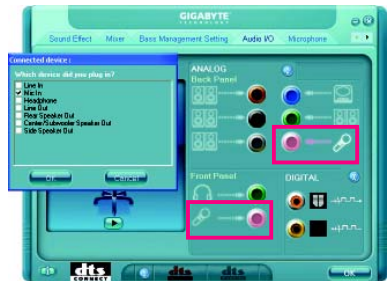 GIGABYTE
TECHNOLOGY
Sound Effect Mixer Bass Management Setting Audio I/O Microphone
Connected device :
Which device did you plug in?
Line In
Mic In
Headphone
Line Out
Rear Speaker Out
Center/Subwoofer Speaker Out
Side Speaker Out
OK Cancel
ANALOG
Back Panel
Front Panel
DIGITAL
dts dts dts
CONNECT
OK